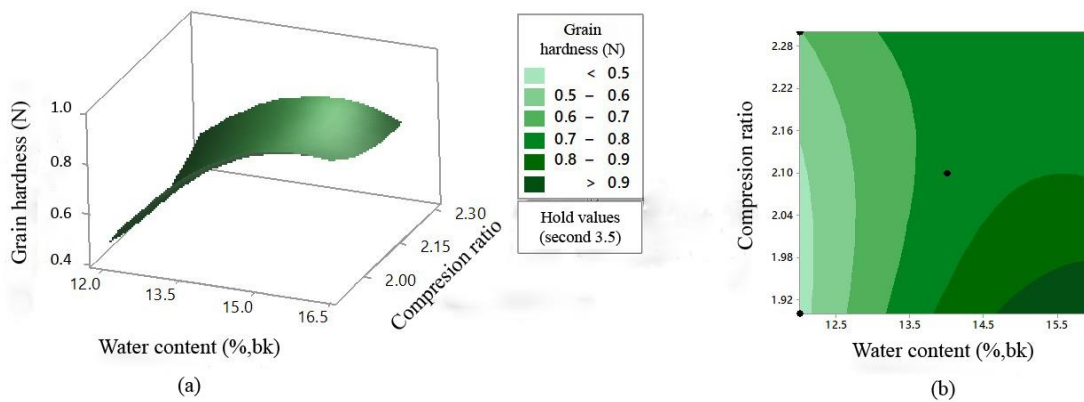 Grain hardness (N)
1.0
0.8
0.6
0.4
12.0
13.5
15.0
16.5
Water content (%,bk)
2.30
2.15
2.00
Compresion ratio
(a)
Grain
hardness (N)
< 0.5
0.5 – 0.6
0.6 – 0.7
0.7 – 0.8
0.8 – 0.9
> 0.9
Hold values
(second 3.5)
Compresion ratio
2.28
2.22
2.16
2.10
2.04
1.98
1.92
12.5
13.5
14.5
15.5
Water content (%,bk)
(b)